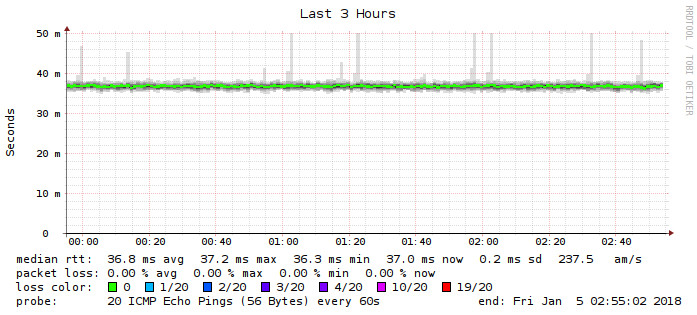 Last 3 Hours
RRDTOOL / TOBI OETIKER
Seconds
50 m
40 m
30 m
20 m
10 m
0
00:00 00:20 00:40 01:00 01:20 01:40 02:00 02:20 02:40
median rtt: 36.8 ms avg 37.2 ms max 36.3 ms min 37.0 ms now 0.2 ms sd 237.5 am/s
packet loss: 0.00 % avg 0.00 % max 0.00 % min 0.00 % now
loss color: 0 1/20 2/20 3/20 4/20 10/20 19/20
probe: 20 ICMP Echo Pings (56 Bytes) every 60s end: Fri Jan 5 02:55:02 2018